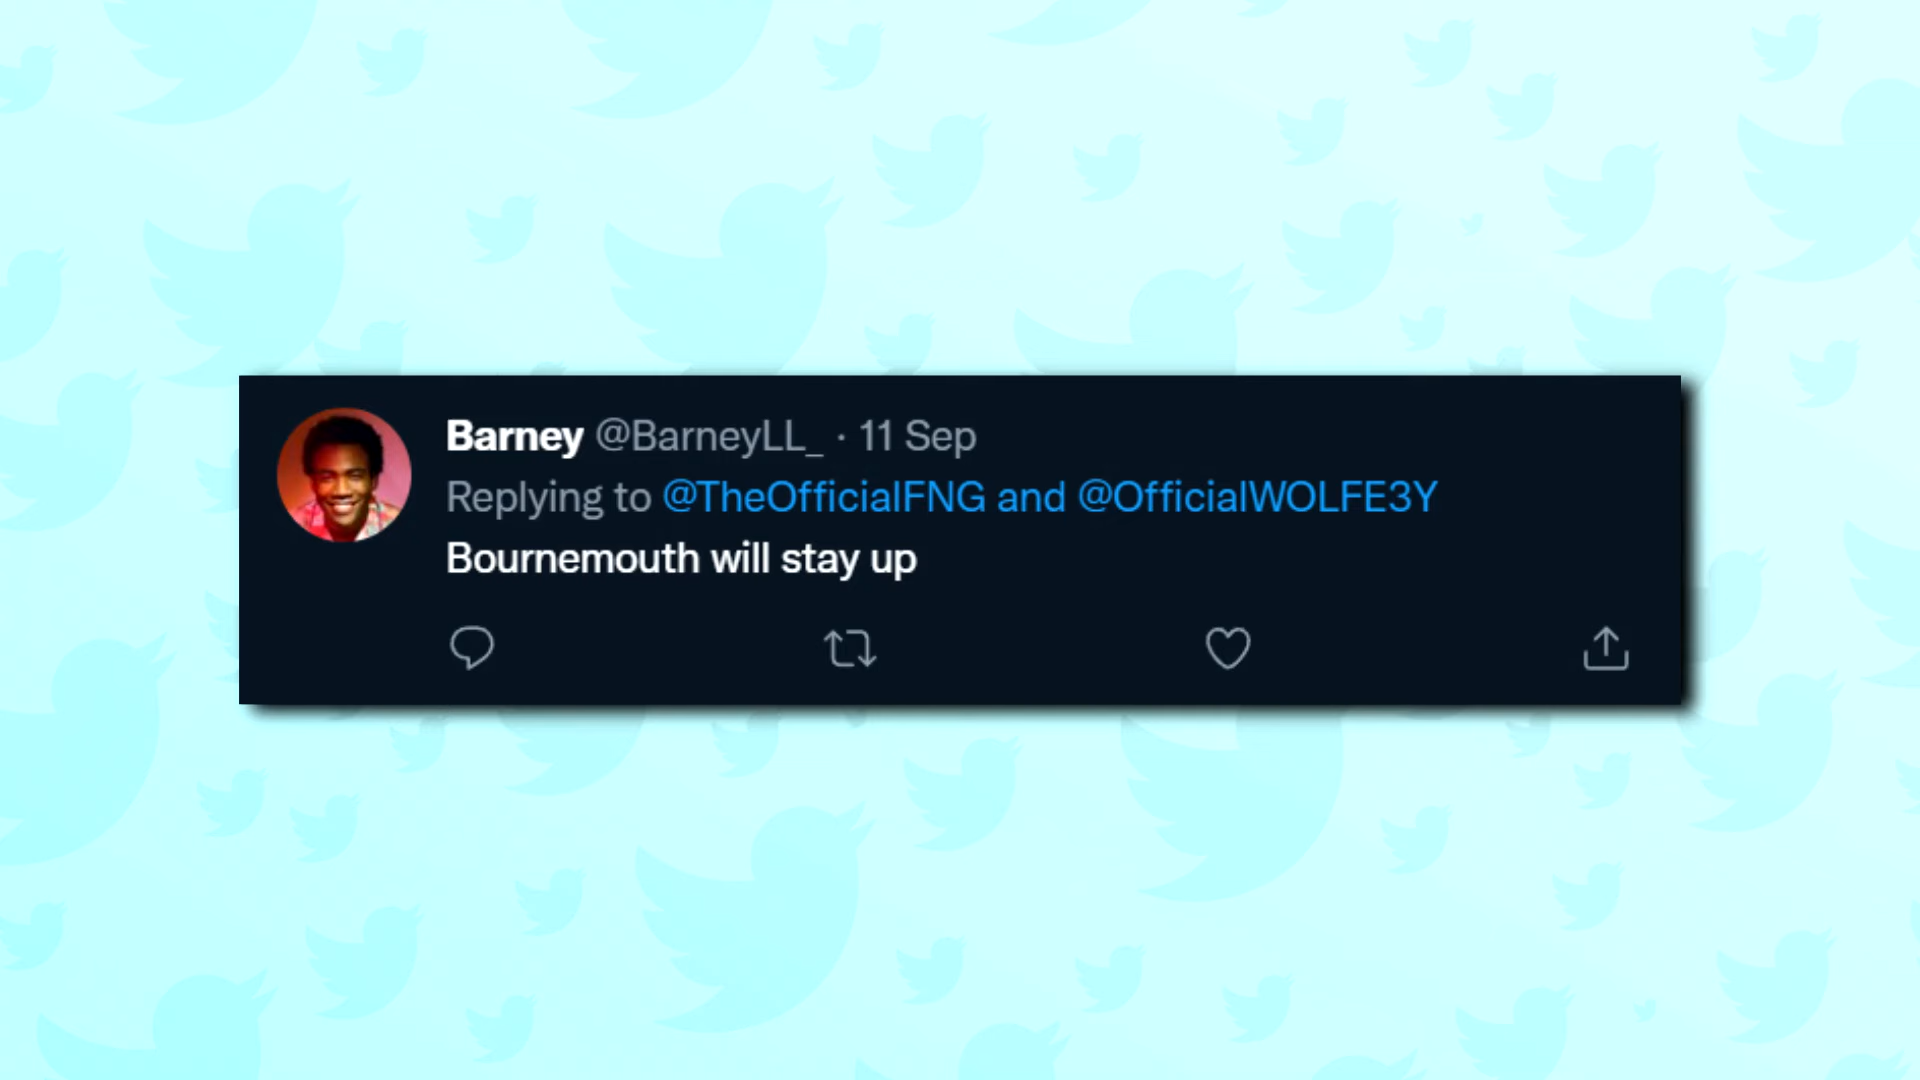 Barney @BarneyLL_ · 11 Sep
Replying to @TheOfficialFNG and @OfficialWOLFE3Y
Bournemouth will stay up